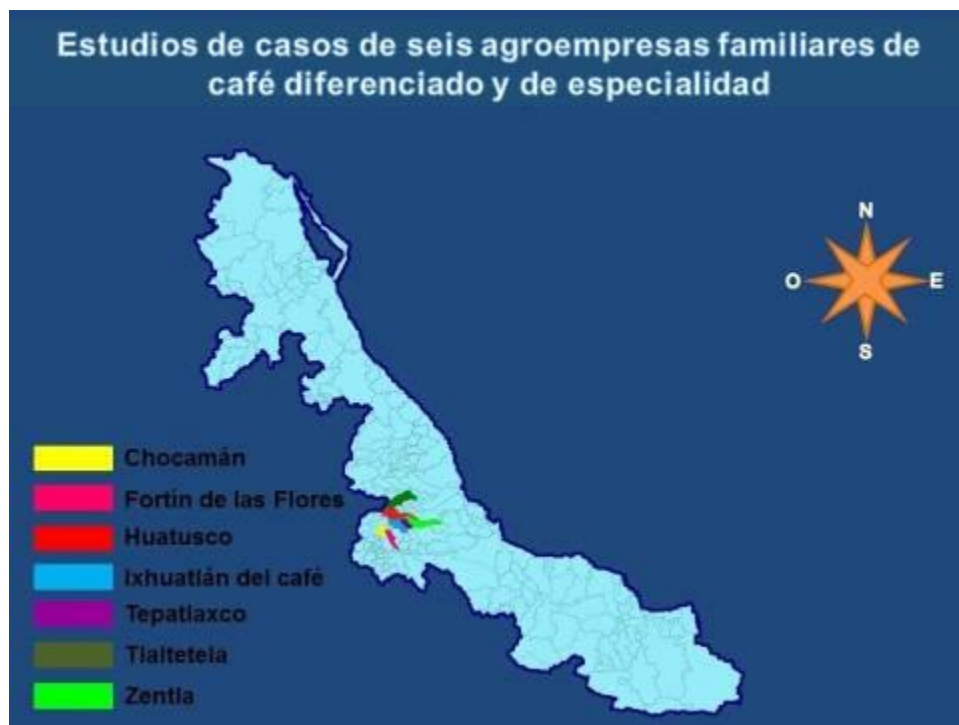 Estudios de casos de seis agroempresas familiares de
café diferenciado y de especialidad
N
O
E
S
Chocamán
Fortín de las Flores
Huatusco
Ixhuatlán del café
Tepatlaxco
Tlaltetela
Zentla